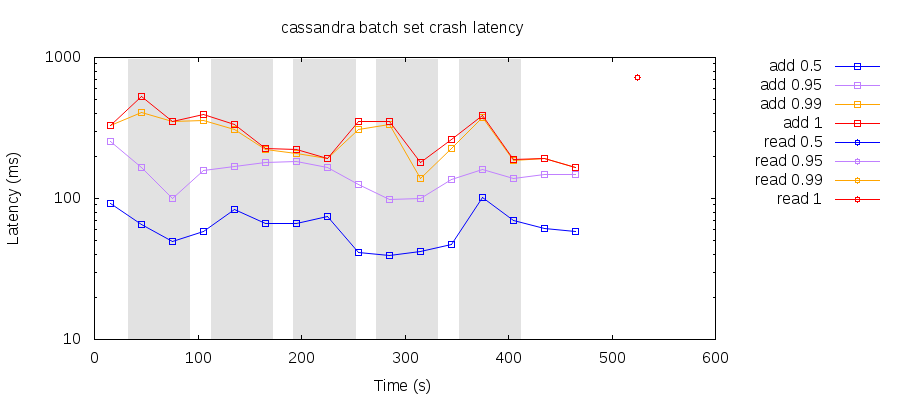 cassandra batch set crash latency
Latency (ms)
1000
100
10
0 100 200 300 400 500 600
Time (s)
add 0.5
add 0.95
add 0.99
add 1
read 0.5
read 0.95
read 0.99
read 1